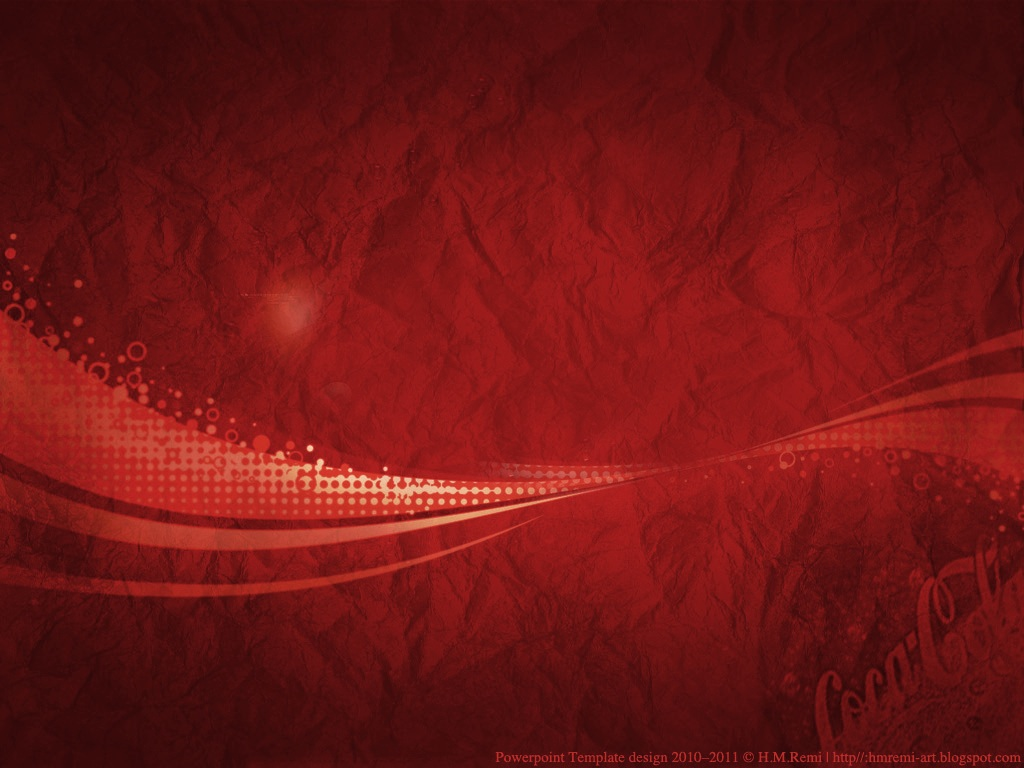 Coca-Cola
Powerpoint Template design 2010–2011 © H.M.Remi | http//:hmremi-art.blogspot.com